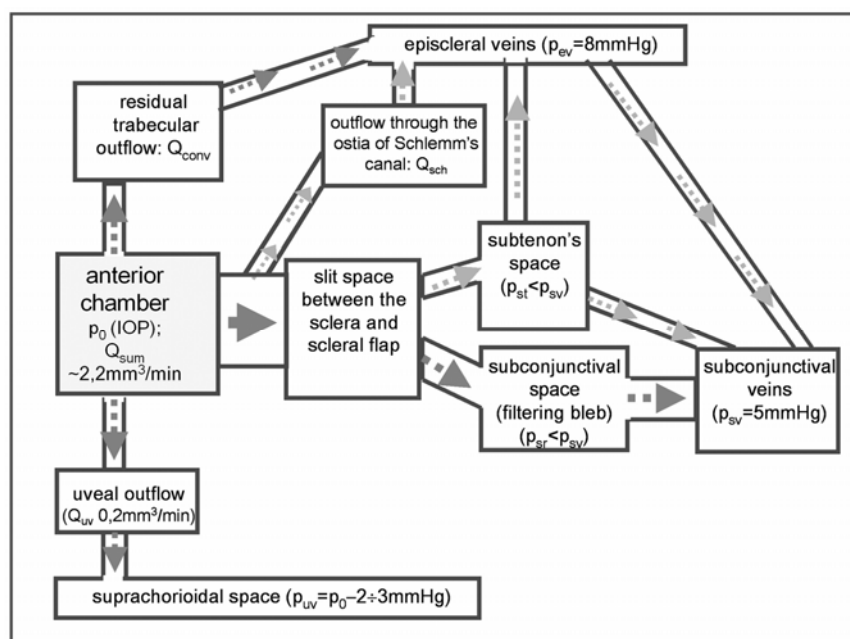 episcleral veins (pev=8mmHg)
residual
trabecular
outflow: Qconv
outflow through the
ostia of Schlemm's
canal: Qsch
anterior
chamber
p0 (IOP);
Qsum
~2,2mm³/min
slit space
between the
sclera and
scleral flap
subtenon's
space
(pst<psv)
subconjunctival
space
(filtering bleb)
(psr<psv)
subconjunctival
veins
(psv=5mmHg)
uveal outflow
(Quv 0,2mm³/min)
suprachorioidal space (puv=p0–2÷3mmHg)